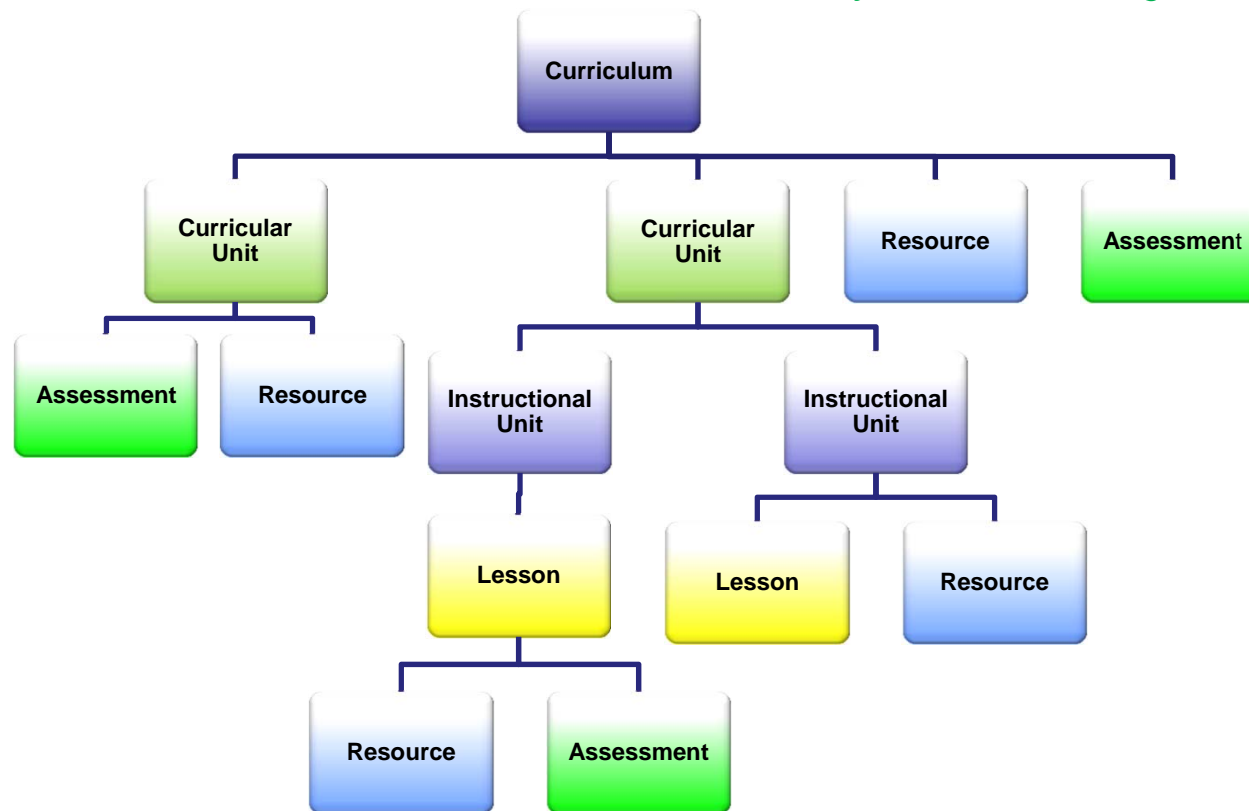 Curriculum
Curricular
Unit
Curricular
Unit
Resource
Assessment
Assessment
Resource
Instructional
Unit
Instructional
Unit
Lesson
Lesson
Resource
Resource
Assessment